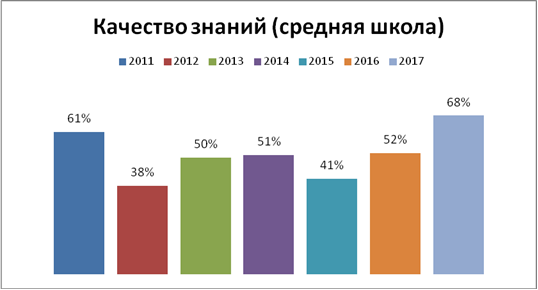 Качество знаний (средняя школа)
2011 2012 2013 2014 2015 2016 2017
61% 38% 50% 51% 41% 52% 68%